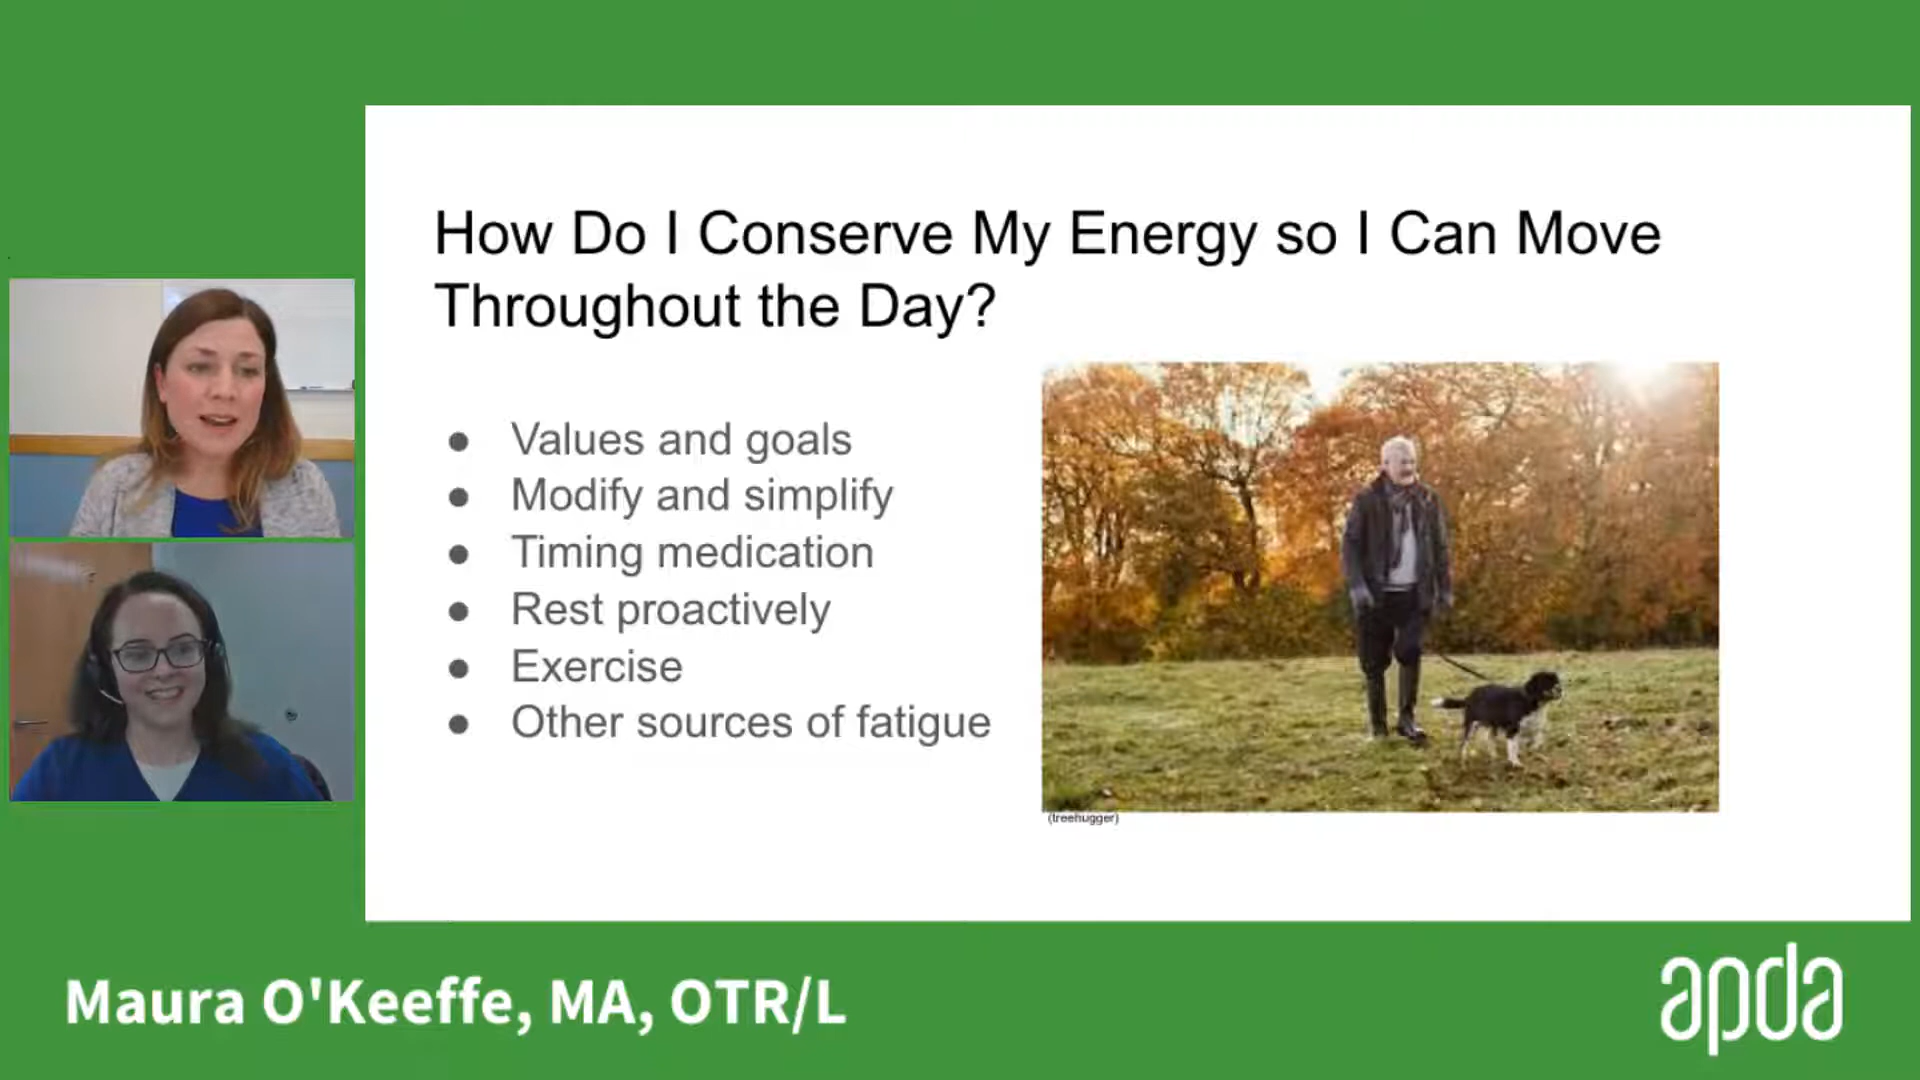 How Do I Conserve My Energy so I Can Move
Throughout the Day?
● Values and goals
● Modify and simplify
● Timing medication
● Rest proactively
● Exercise
● Other sources of fatigue
(treehugger)
Maura O'Keeffe, MA, OTR/L
apda